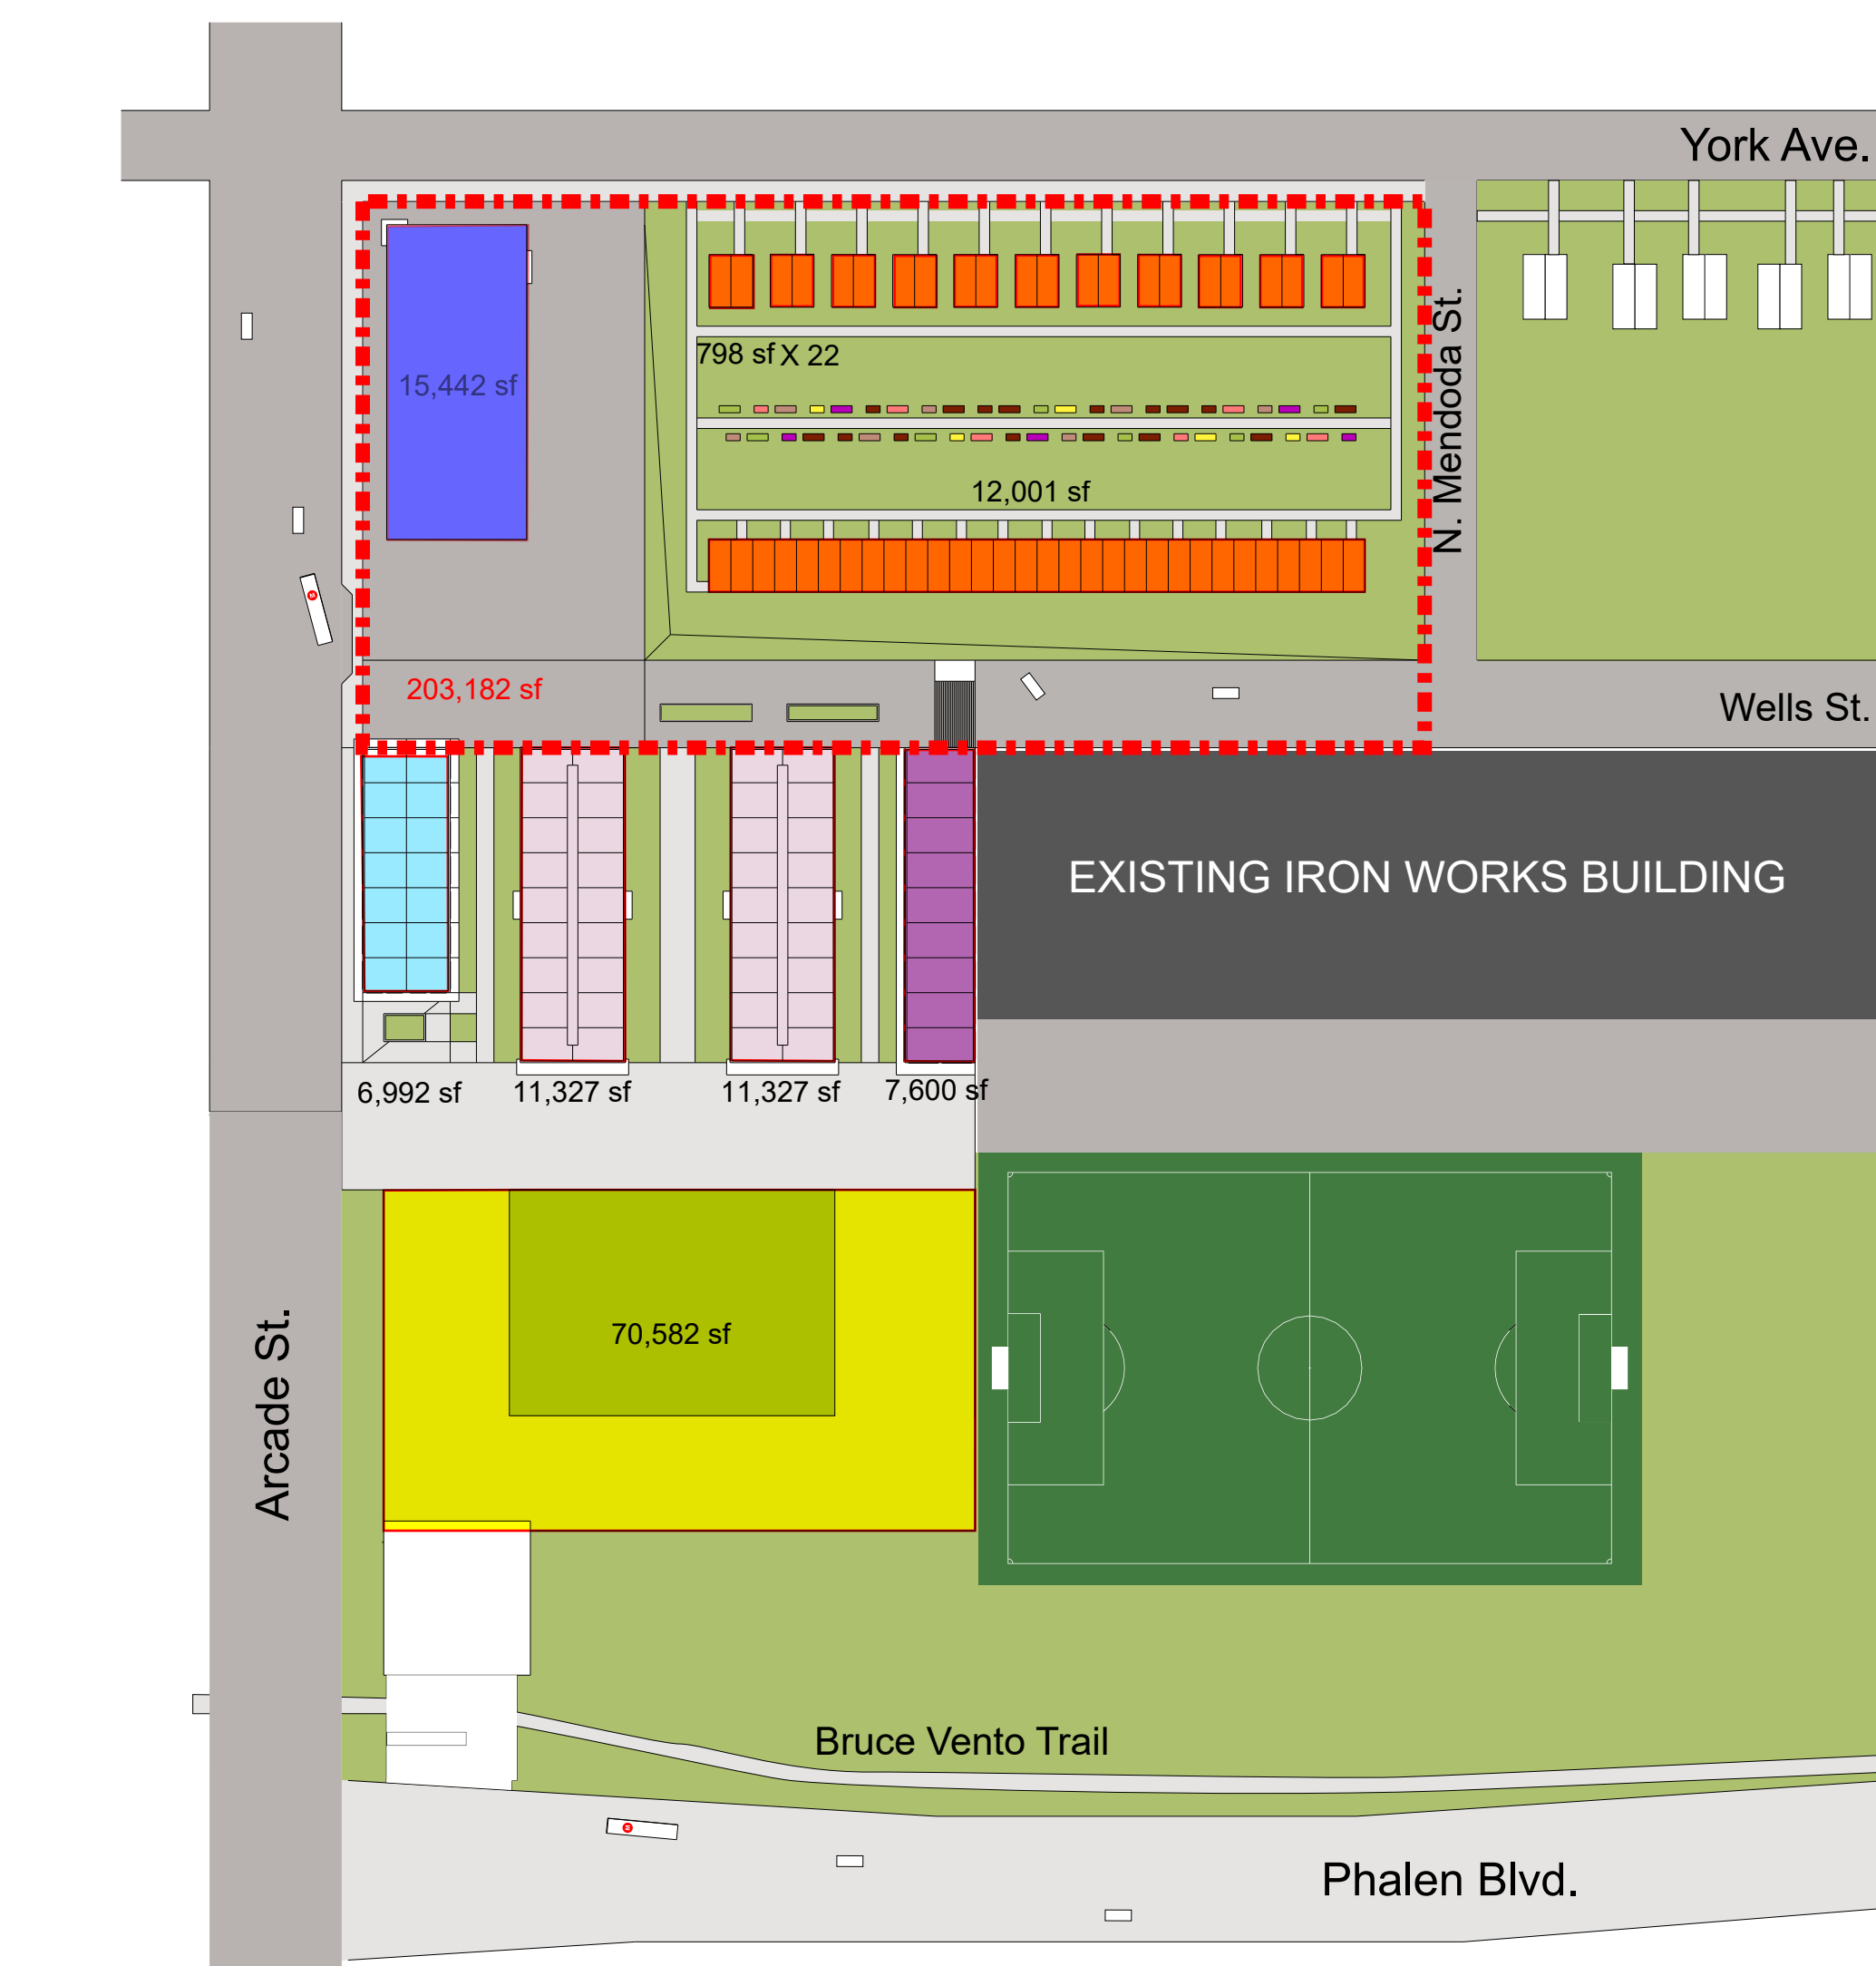 York Ave.
N. Mendoda St.
15,442 sf
798 sf X 22
12,001 sf
203,182 sf
Wells St.
EXISTING IRON WORKS BUILDING
6,992 sf
11,327 sf
11,327 sf
7,600 sf
70,582 sf
Arcade St.
Bruce Vento Trail
Phalen Blvd.